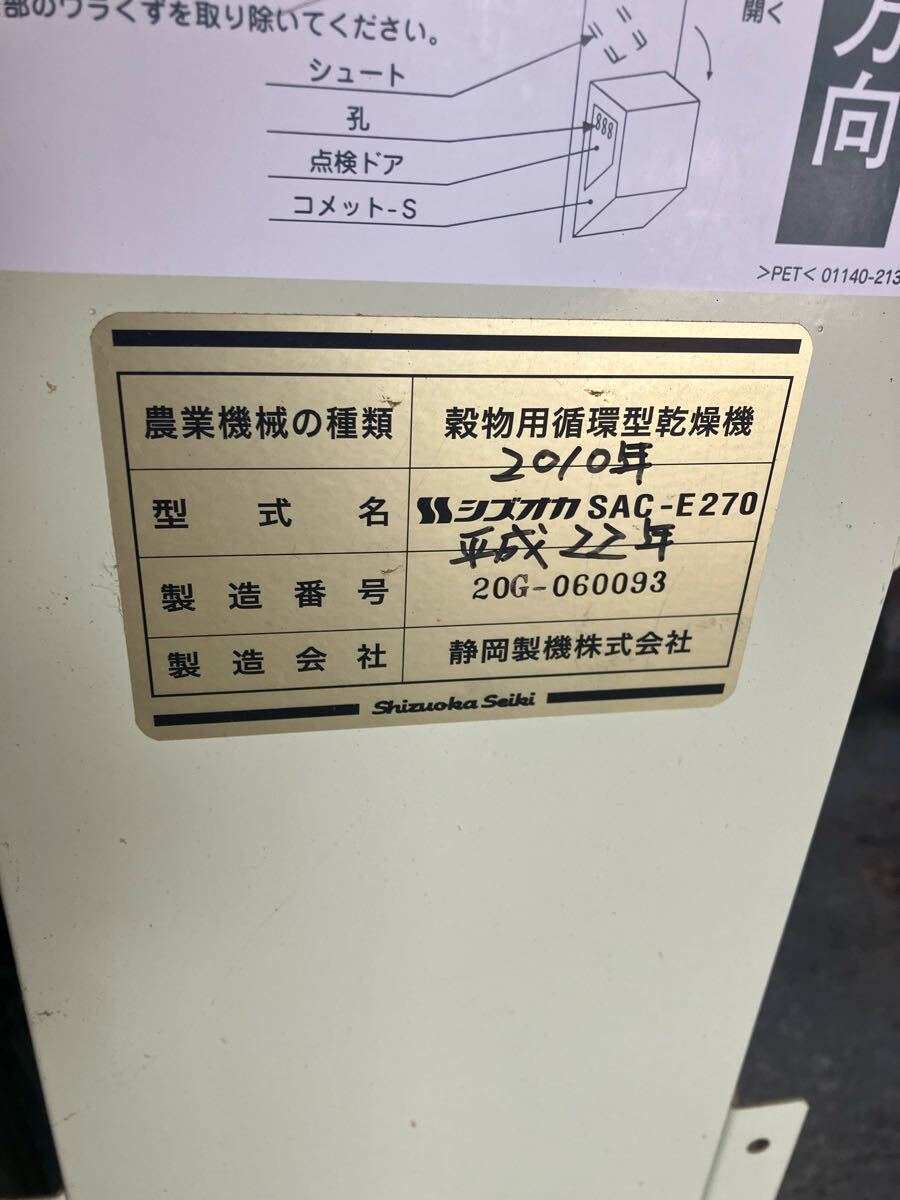 部のワラくずを取り除いてください。
開く
方向
シュート
孔
888
点検ドア
コメット-S
>PET< 01140-213
農業機械の種類 穀物用循環型乾燥機
2010年
型式名 シズオカ SAC-E270
平成22年
製造番号 20G-060093
製造会社 静岡製機株式会社
Shizuoka Seiki